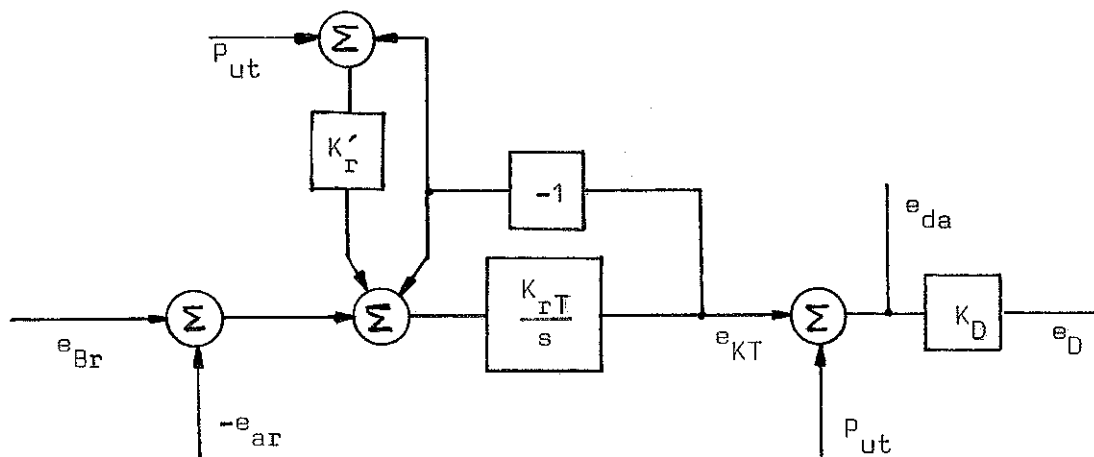 Σ
P_ut
K'_r
-1
e_da
K_rT
s
Σ
Σ
Σ
K_D
e_Br
e_KT
e_D
-e_ar
P_ut